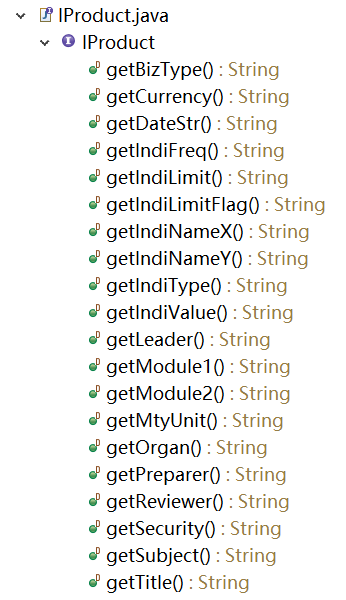 IProduct.java
IProduct
getBizType() : String
getCurrency() : String
getDateStr() : String
getIndiFreq() : String
getIndiLimit() : String
getIndiLimitFlag() : String
getIndiNameX() : String
getIndiNameY() : String
getIndiType() : String
getIndiValue() : String
getLeader() : String
getModule1() : String
getModule2() : String
getMtyUnit() : String
getOrgan() : String
getPreparer() : String
getReviewer() : String
getSecurity() : String
getSubject() : String
getTitle() : String